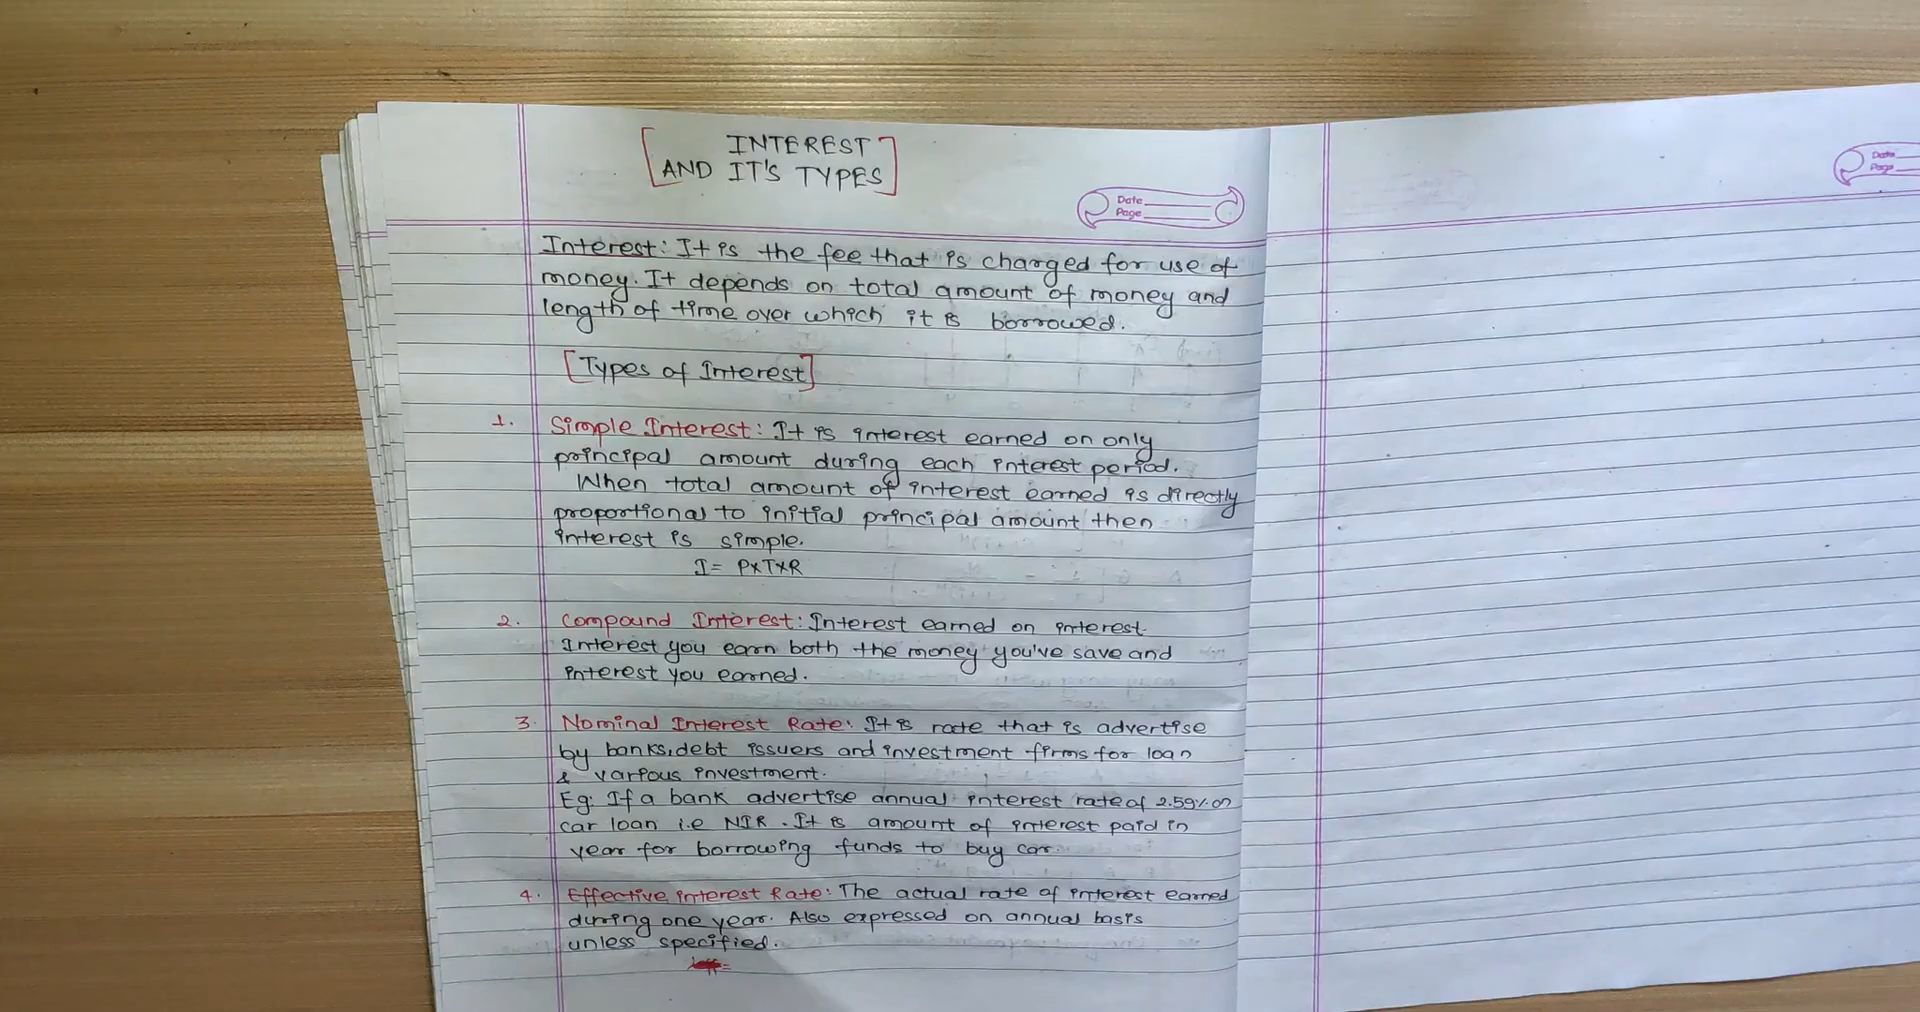 INTEREST
AND IT'S TYPES
Date
Page
Date
Page
Interest: It is the fee that is charged for use of
money. It depends on total amount of money and
length of time over which it is borrowed.
[Types of Interest]
1. Simple Interest: It is interest earned on only
principal amount during each interest period.
When total amount of interest earned is directly
proportional to initial principal amount then
interest is simple.
I = P×T×R
2. Compound Interest: Interest earned on interest.
Interest you earn both the money you've save and
interest you earned.
3. Nominal Interest Rate: It is rate that is advertise
by banks, debt issuers and investment firms for loan
& various investment.
Eg: If a bank advertise annual interest rate of 2.59% on
car loan i.e NIR. It is amount of interest paid in
year for borrowing funds to buy car.
4. Effective interest Rate: The actual rate of interest earned
during one year. Also expressed on annual basis
unless specified.